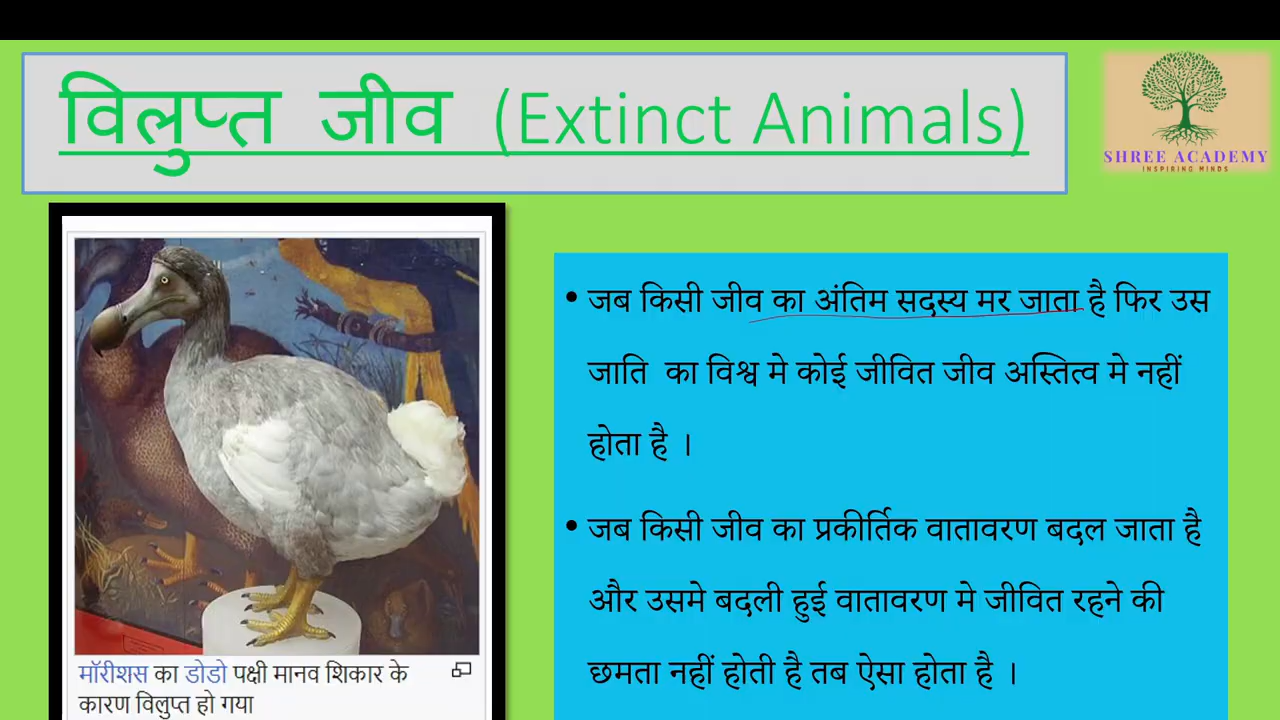 विलुप्त जीव (Extinct Animals)
SHREE ACADEMY
INSPIRING MINDS
• जब किसी जीव का अंतिम सदस्य मर जाता है फिर उस
जाति का विश्व मे कोई जीवित जीव अस्तित्व मे नहीं
होता है ।
• जब किसी जीव का प्रकीर्तिक वातावरण बदल जाता है
और उसमे बदली हुई वातावरण मे जीवित रहने की
छमता नहीं होती है तब ऐसा होता है ।
मॉरीशस का डोडो पक्षी मानव शिकार के
कारण विलुप्त हो गया